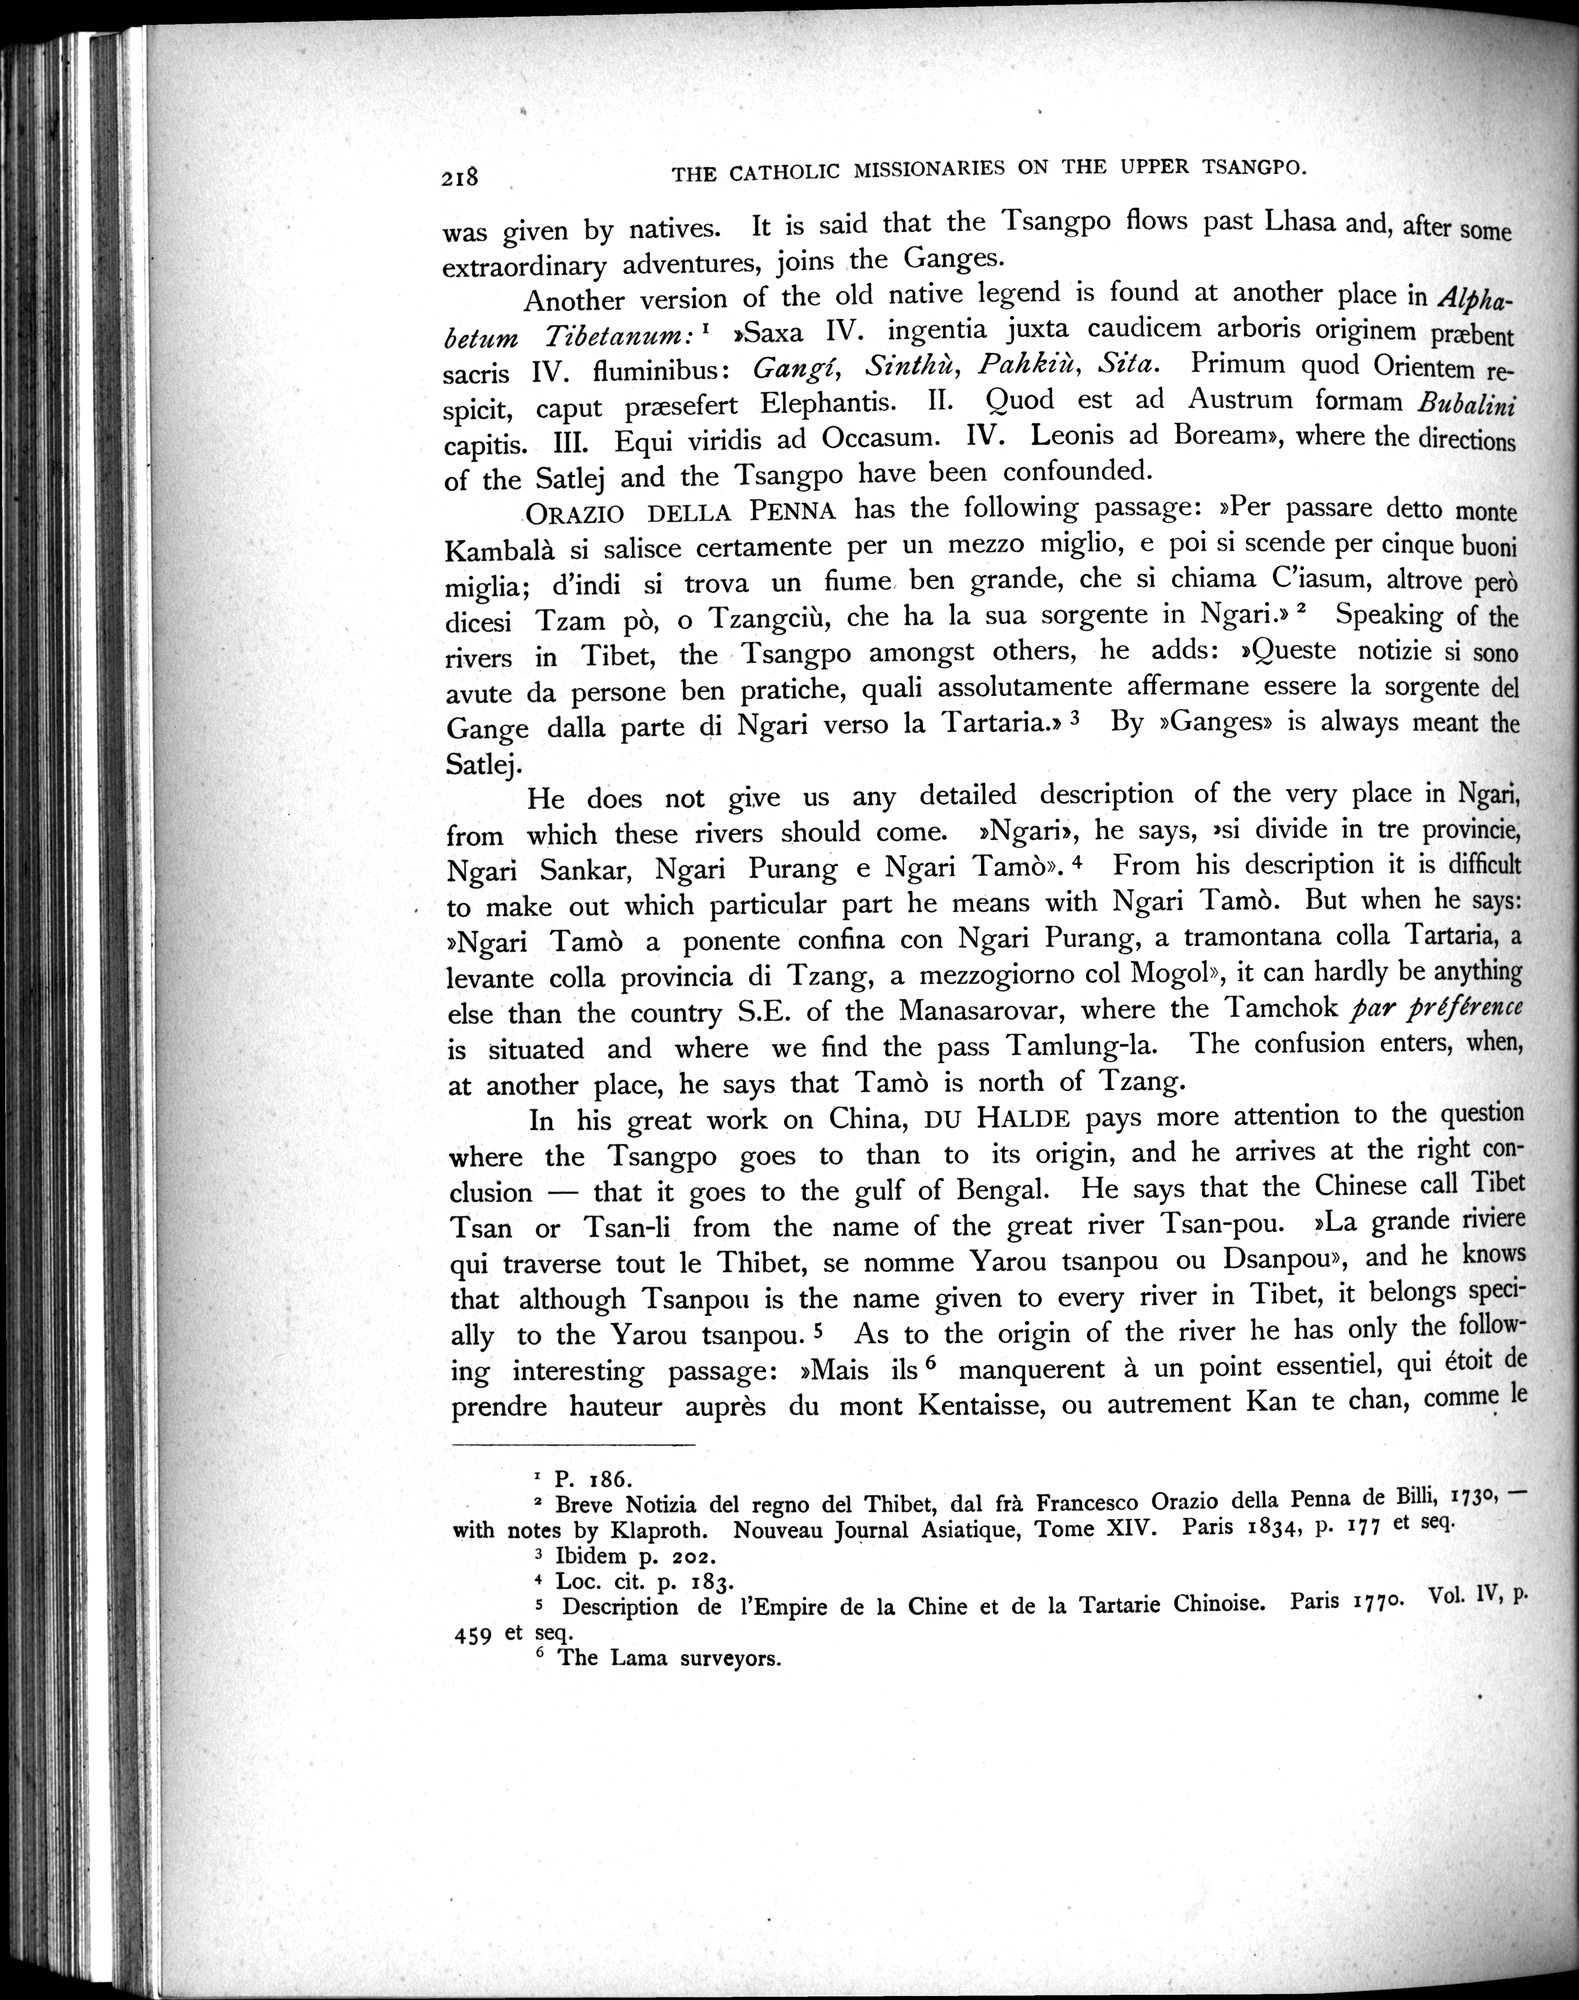 218 THE CATHOLIC MISSIONARIES ON THE UPPER TSANGPO.
was given by natives. It is said that the Tsangpo flows past Lhasa and, after some
extraordinary adventures, joins the Ganges.
Another version of the old native legend is found at another place in Alpha-
betum Tibetanum: ¹ »Saxa IV. ingentia juxta caudicem arboris originem præbent
sacris IV. fluminibus: Gangí, Sinthù, Pahkiù, Sita. Primum quod Orientem re-
spicit, caput præsefert Elephantis. II. Quod est ad Austrum formam Bubalini
capitis. III. Equi viridis ad Occasum. IV. Leonis ad Boream», where the directions
of the Satlej and the Tsangpo have been confounded.
ORAZIO DELLA PENNA has the following passage: »Per passare detto monte
Kambalà si salisce certamente per un mezzo miglio, e poi si scende per cinque buoni
miglia; d'indi si trova un fiume ben grande, che si chiama C'iasum, altrove però
dicesi Tzam pò, o Tzangciù, che ha la sua sorgente in Ngari.» ² Speaking of the
rivers in Tibet, the Tsangpo amongst others, he adds: »Queste notizie si sono
avute da persone ben pratiche, quali assolutamente affermane essere la sorgente del
Gange dalla parte di Ngari verso la Tartaria.» ³ By »Ganges» is always meant the
Satlej.
He does not give us any detailed description of the very place in Ngari,
from which these rivers should come. »Ngari», he says, ›si divide in tre provincie,
Ngari Sankar, Ngari Purang e Ngari Tamò». ⁴ From his description it is difficult
to make out which particular part he means with Ngari Tamò. But when he says:
»Ngari Tamò a ponente confina con Ngari Purang, a tramontana colla Tartaria, a
levante colla provincia di Tzang, a mezzogiorno col Mogol», it can hardly be anything
else than the country S.E. of the Manasarovar, where the Tamchok par préférence
is situated and where we find the pass Tamlung-la. The confusion enters, when,
at another place, he says that Tamò is north of Tzang.
In his great work on China, DU HALDE pays more attention to the question
where the Tsangpo goes to than to its origin, and he arrives at the right con-
clusion — that it goes to the gulf of Bengal. He says that the Chinese call Tibet
Tsan or Tsan-li from the name of the great river Tsan-pou. »La grande riviere
qui traverse tout le Thibet, se nomme Yarou tsanpou ou Dsanpou», and he knows
that although Tsanpou is the name given to every river in Tibet, it belongs speci-
ally to the Yarou tsanpou. ⁵ As to the origin of the river he has only the follow-
ing interesting passage: »Mais ils ⁶ manquerent à un point essentiel, qui étoit de
prendre hauteur auprès du mont Kentaisse, ou autrement Kan te chan, comme le
¹ P. 186.
² Breve Notizia del regno del Thibet, dal frà Francesco Orazio della Penna de Billi, 1730, —
with notes by Klaproth. Nouveau Journal Asiatique, Tome XIV. Paris 1834, p. 177 et seq.
³ Ibidem p. 202.
⁴ Loc. cit. p. 183.
⁵ Description de l'Empire de la Chine et de la Tartarie Chinoise. Paris 1770. Vol. IV, p.
459 et seq.
⁶ The Lama surveyors.